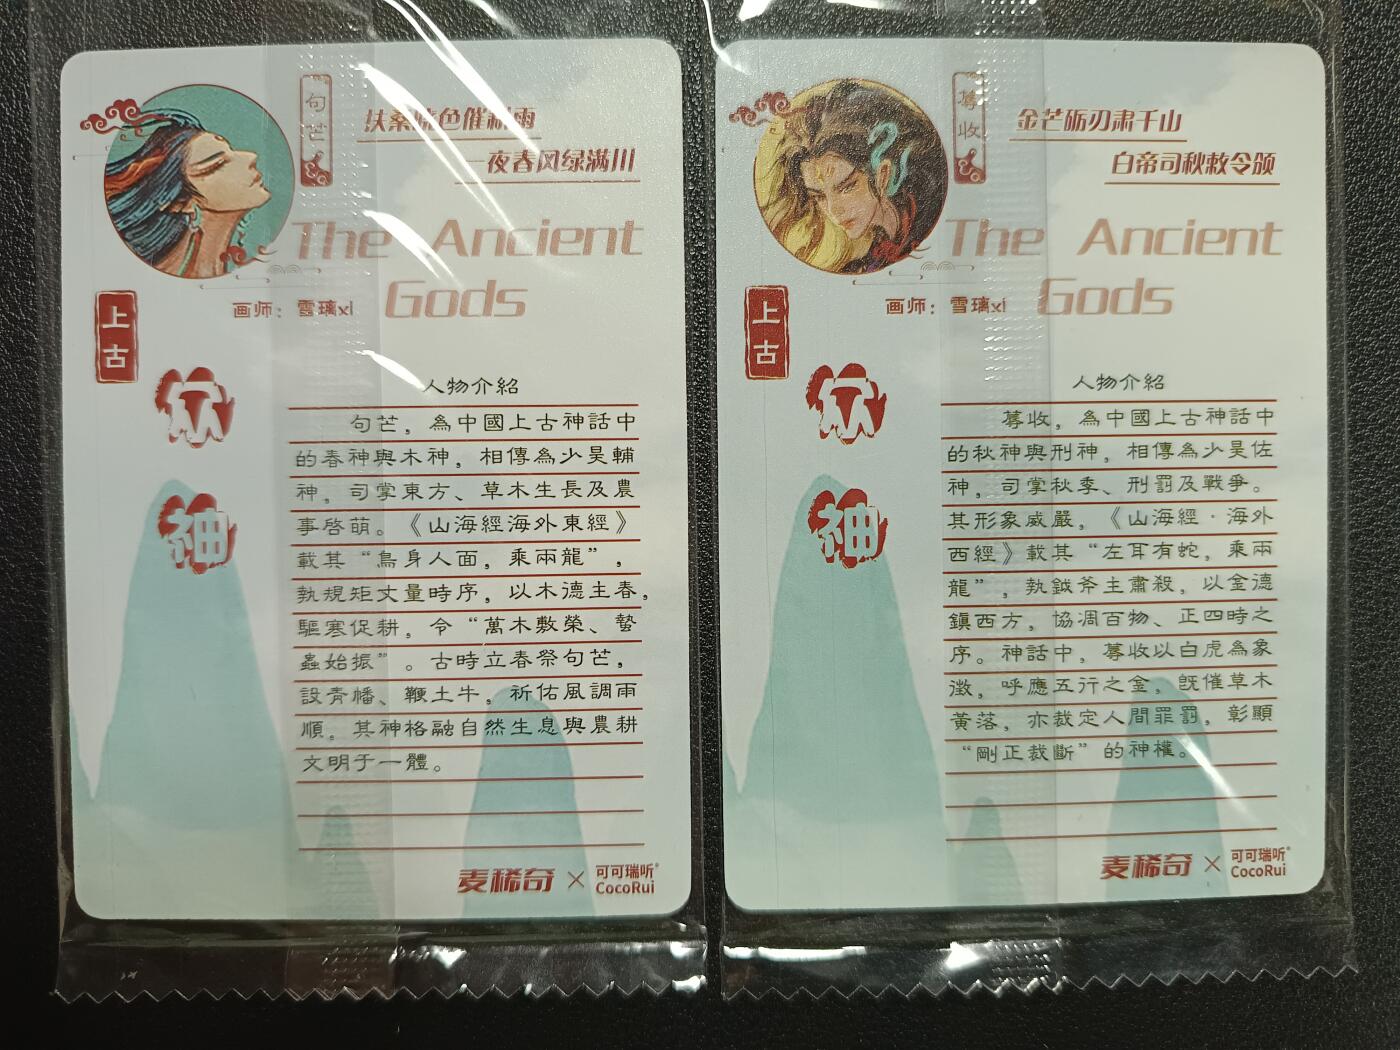 句芒
扶桑
色催
雨
一夜春风绿满川
The Ancient
Gods
画师：雪璃xi
上古
众
神
人物介紹
句芒，為中國上古神話中
的春神與木神，相傳為少昊輔
神，司掌東方、草木生長及農
事啓萌。《山海經海外東經》
載其“鳥身人面，乘兩龍”，
執規矩丈量時序，以木德主春，
驅寒促耕，令“萬木敷榮、蟄
蟲始振”。古時立春祭句芒，
設青幡、鞭土牛，祈佑風調雨
順。其神格融自然生息與農耕
文明于一體。
麦稀奇×可可瑞听®
CocoRui
蓐收
金芒砺刃肃千山
白帝司秋敕令颁
The Ancient
Gods
画师：雪璃xi
上古
众
神
人物介紹
蓐收，為中國上古神話中
的秋神與刑神，相傳為少昊佐
神，司掌秋季、刑罰及戰爭。
其形象威嚴，《山海經·海外
西經》載其“左耳有蛇，乘兩
龍”，執鉞斧主肅殺，以金德
鎮西方，協凋百物、正四時之
序。神話中，蓐收以白虎為象
徵，呼應五行之金，既催草木
黃落，亦裁定人間罪罰，彰顯
“剛正裁斷”的神權。
麦稀奇×可可瑞听®
CocoRui